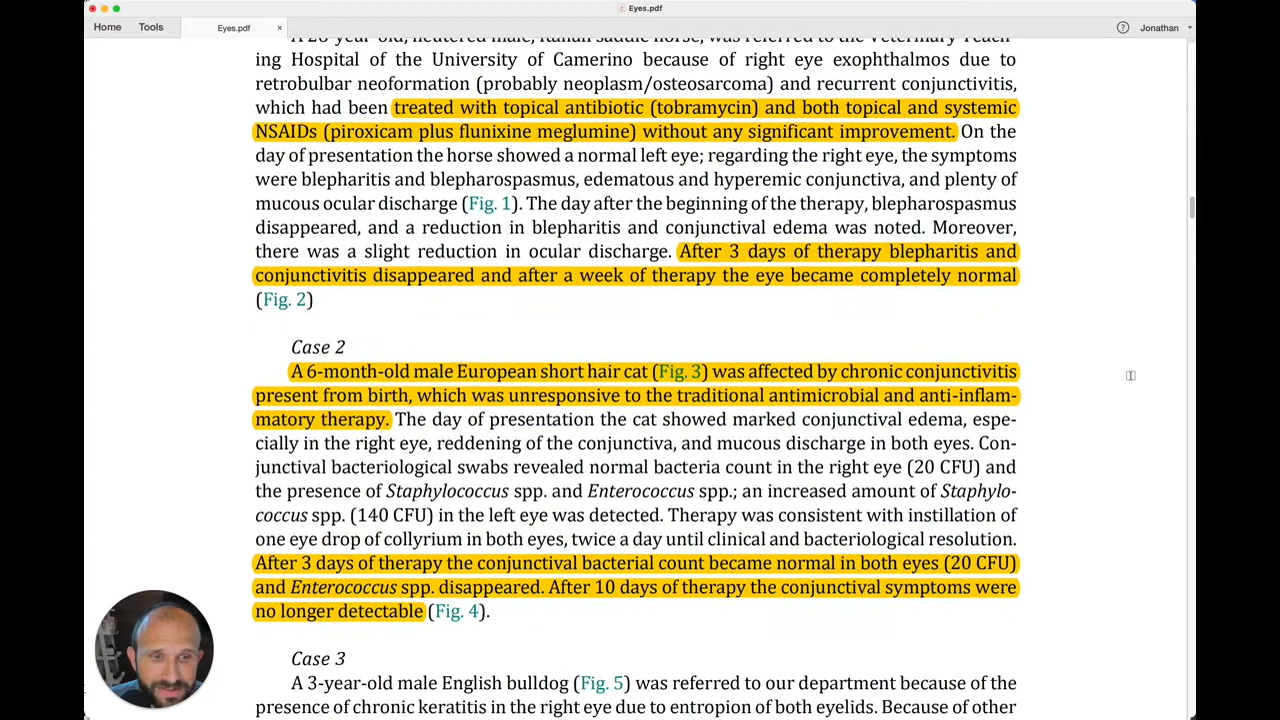 Eyes.pdf
Home
Tools
Eyes.pdf
×
?
Jonathan
A 20-year-old, neutered male, Italian saddle horse, was referred to the Veterinary Teach-
ing Hospital of the University of Camerino because of right eye exophthalmos due to
retrobulbar neoformation (probably neoplasm/osteosarcoma) and recurrent conjunctivitis,
which had been treated with topical antibiotic (tobramycin) and both topical and systemic
NSAIDs (piroxicam plus flunixine meglumine) without any significant improvement. On the
day of presentation the horse showed a normal left eye; regarding the right eye, the symptoms
were blepharitis and blepharospasmus, edematous and hyperemic conjunctiva, and plenty of
mucous ocular discharge (Fig. 1). The day after the beginning of the therapy, blepharospasmus
disappeared, and a reduction in blepharitis and conjunctival edema was noted. Moreover,
there was a slight reduction in ocular discharge. After 3 days of therapy blepharitis and
conjunctivitis disappeared and after a week of therapy the eye became completely normal
(Fig. 2)
Case 2
A 6-month-old male European short hair cat (Fig. 3) was affected by chronic conjunctivitis
present from birth, which was unresponsive to the traditional antimicrobial and anti-inflam-
matory therapy. The day of presentation the cat showed marked conjunctival edema, espe-
cially in the right eye, reddening of the conjunctiva, and mucous discharge in both eyes. Con-
junctival bacteriological swabs revealed normal bacteria count in the right eye (20 CFU) and
the presence of Staphylococcus spp. and Enterococcus spp.; an increased amount of Staphylo-
coccus spp. (140 CFU) in the left eye was detected. Therapy was consistent with instillation of
one eye drop of collyrium in both eyes, twice a day until clinical and bacteriological resolution.
After 3 days of therapy the conjunctival bacterial count became normal in both eyes (20 CFU)
and Enterococcus spp. disappeared. After 10 days of therapy the conjunctival symptoms were
no longer detectable (Fig. 4).
Case 3
A 3-year-old male English bulldog (Fig. 5) was referred to our department because of the
presence of chronic keratitis in the right eye due to entropion of both eyelids. Because of other